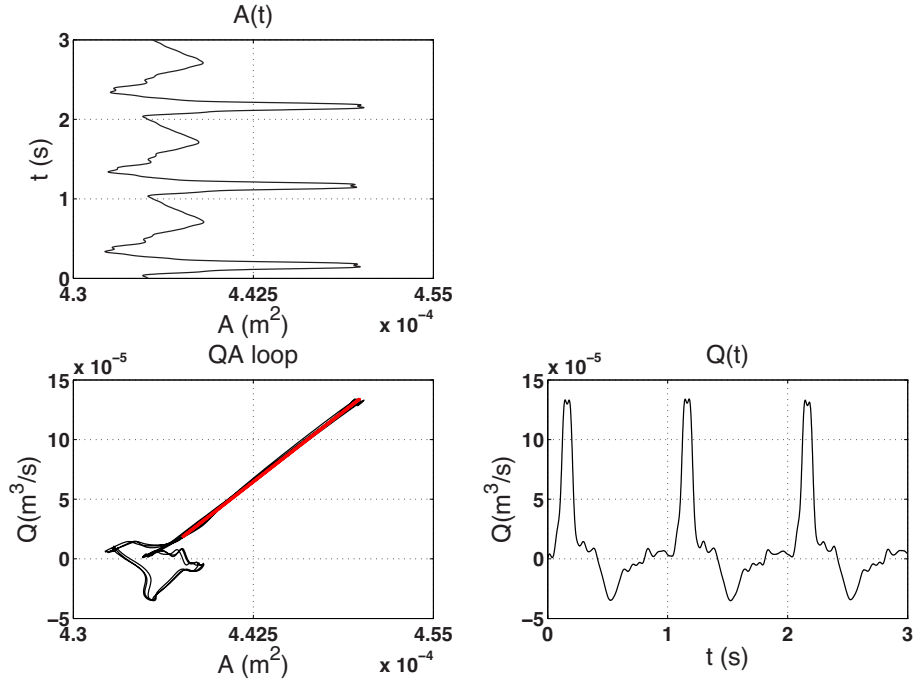 A(t)
3
2
1
0
t (s)
4.3
4.425
4.55
A (m²)
x 10⁻⁴
QA loop
x 10⁻⁵
15
10
5
0
−5
Q(m³/s)
4.3
4.425
4.55
A (m²)
x 10⁻⁴
Q(t)
x 10⁻⁵
15
10
5
0
−5
Q(m³/s)
0
1
2
3
t (s)